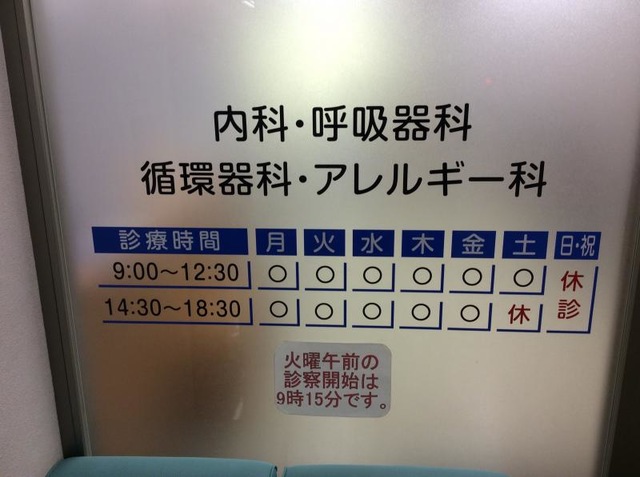 内科・呼吸器科
循環器科・アレルギー科
診療時間 月 火 水 木 金 土 日・祝
9:00～12:30 ○ ○ ○ ○ ○ ○ 休診
14:30～18:30 ○ ○ ○ ○ ○ 休
火曜午前の
診察開始は
9時15分です。